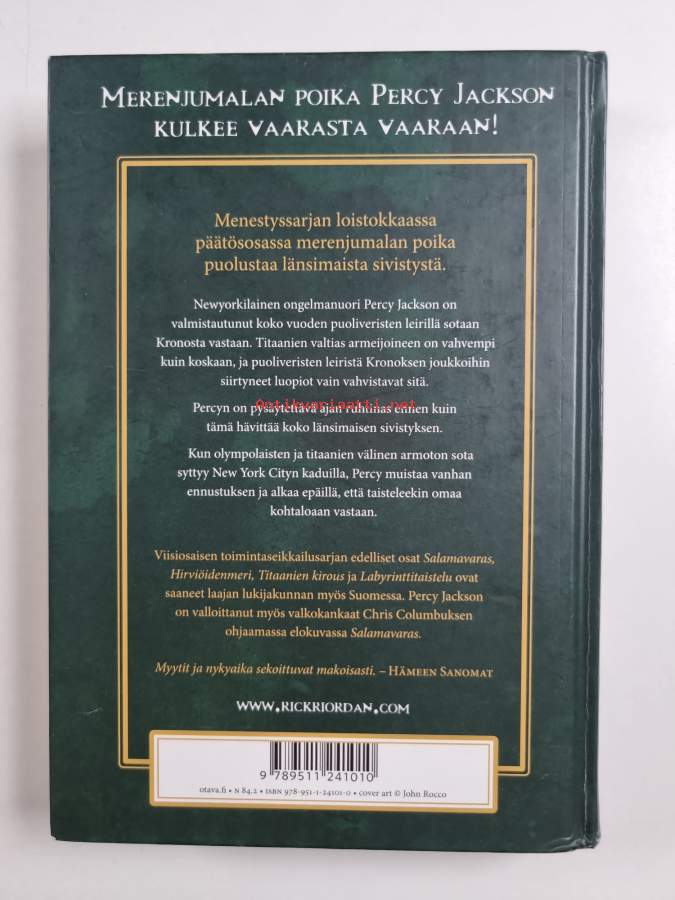 Merenjumalan poika Percy Jackson
kulkee vaarasta vaaraan!
Menestyssarjan loistokkaassa
päätösosassa merenjumalan poika
puolustaa länsimaista sivistystä.
Newyorkilainen ongelmanuori Percy Jackson on
valmistautunut koko vuoden puoliveristen leirillä sotaan
Kronosta vastaan. Titaanien valtias armeijoineen on vahvempi
kuin koskaan, ja puoliveristen leiristä Kronoksen joukkoihin
siirtyneet luopiot vain vahvistavat sitä.
Antikvariaatti.net
Percyn on pysäytettävä ajan ruhtinas ennen kuin
tämä hävittää koko länsimaisen sivistyksen.
Kun olympolaisten ja titaanien välinen armoton sota
syttyy New York Cityn kaduilla, Percy muistaa vanhan
ennustuksen ja alkaa epäillä, että taisteleekin omaa
kohtaloaan vastaan.
Viisiosaisen toimintaseikkailusarjan edelliset osat Salamavaras,
Hirviöidenmeri, Titaanien kirous ja Labyrinttitaistelu ovat
saaneet laajan lukijakunnan myös Suomessa. Percy Jackson
on valloittanut myös valkokankaat Chris Columbuksen
ohjaamassa elokuvassa Salamavaras.
Myytit ja nykyaika sekoittuvat makoisasti. – Hämeen Sanomat
www.rickriordan.com
9 789511 241010
otava.fi • N 84.2 • ISBN 978-951-1-24101-0 • cover art © John Rocco